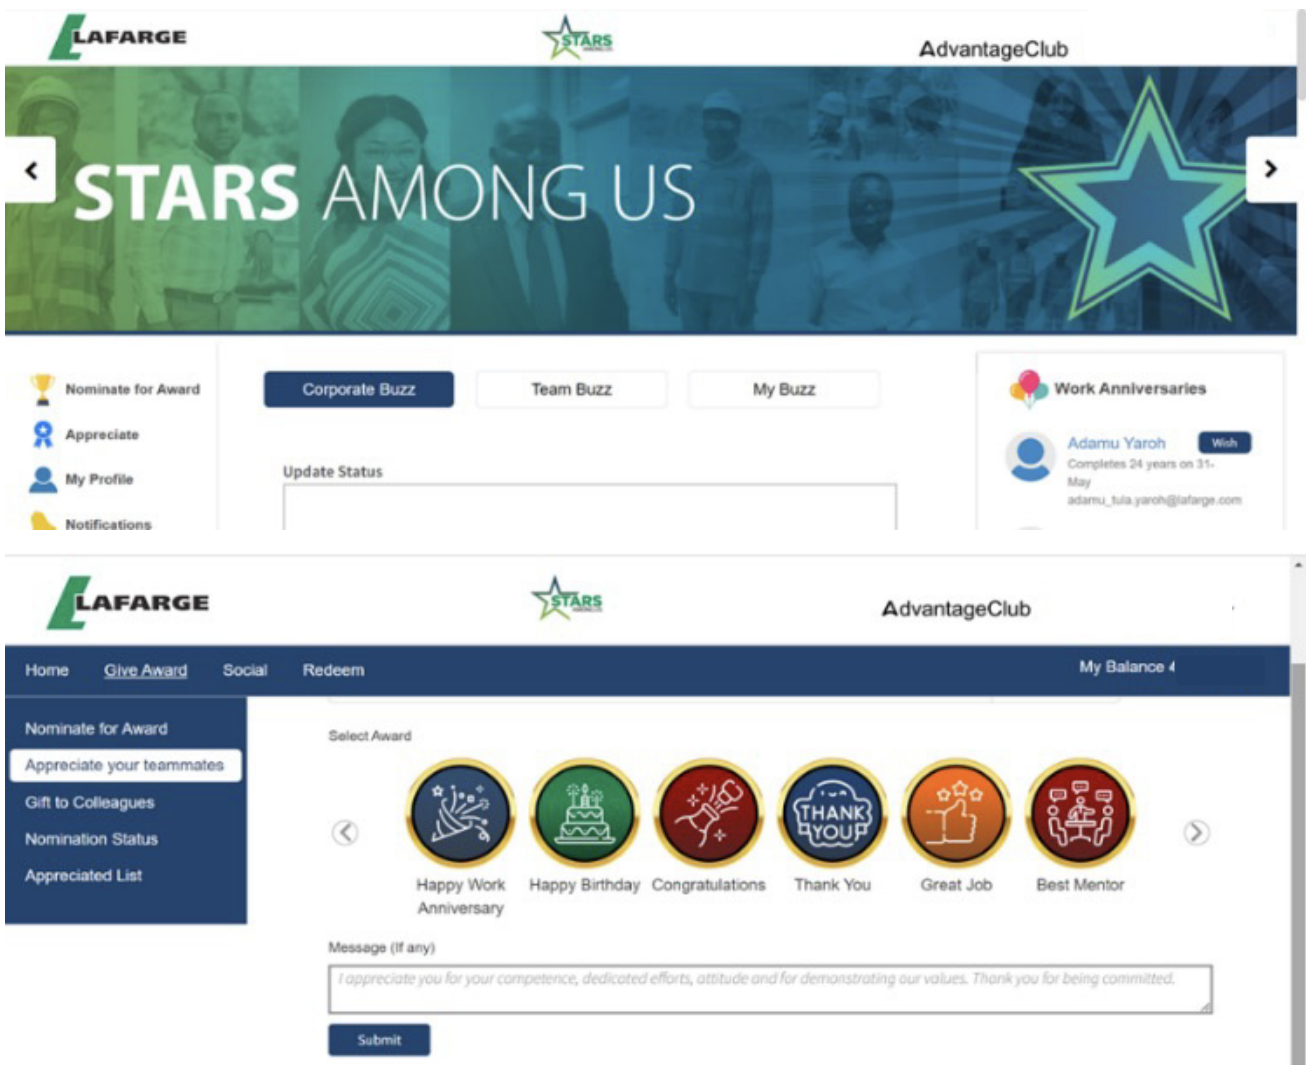 LAFARGE
STARS
AMONG US
AdvantageClub
STARS AMONG US
Nominate for Award
Appreciate
My Profile
Notifications
Corporate Buzz
Team Buzz
My Buzz
Update Status
Work Anniversaries
Adamu Yaroh
Wish
Completes 24 years on 31-
May
adamu_tula.yaroh@lafarge.com
LAFARGE
STARS
AMONG US
AdvantageClub
Home
Give Award
Social
Redeem
My Balance 4
Nominate for Award
Appreciate your teammates
Gift to Colleagues
Nomination Status
Appreciated List
Select Award
THANK
YOU
Happy Work
Anniversary
Happy Birthday
Congratulations
Thank You
Great Job
Best Mentor
Message (If any)
I appreciate you for your competence, dedicated efforts, attitude and for demonstrating our values. Thank you for being committed.
Submit